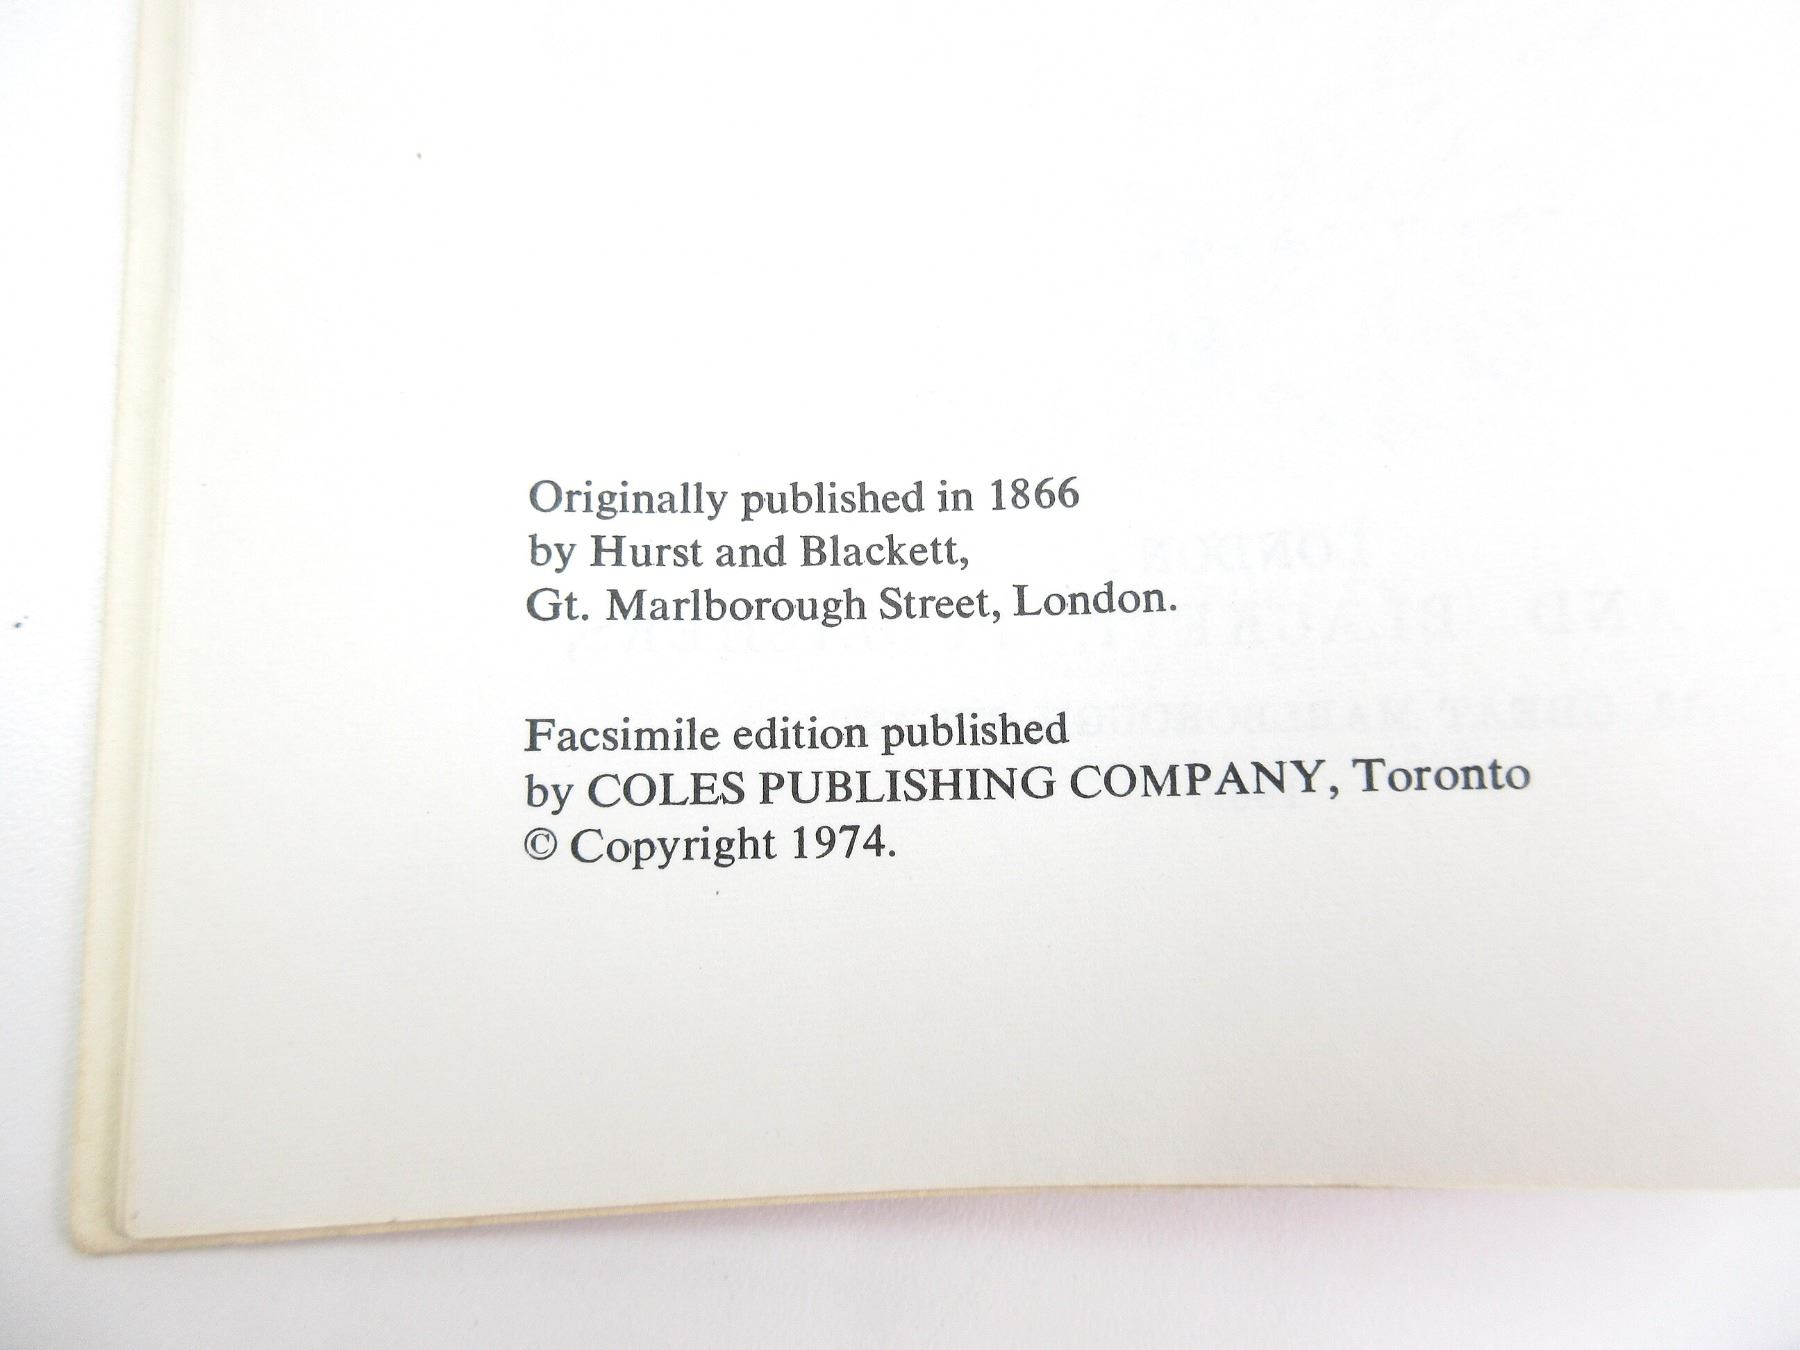 Originally published in 1866
by Hurst and Blackett,
Gt. Marlborough Street, London.
Facsimile edition published
by COLES PUBLISHING COMPANY, Toronto
© Copyright 1974.